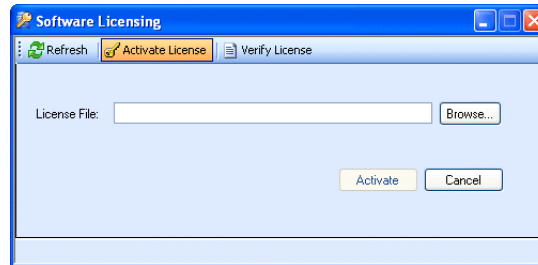 Software Licensing
Refresh Activate License Verify License
License File: Browse...
Activate Cancel